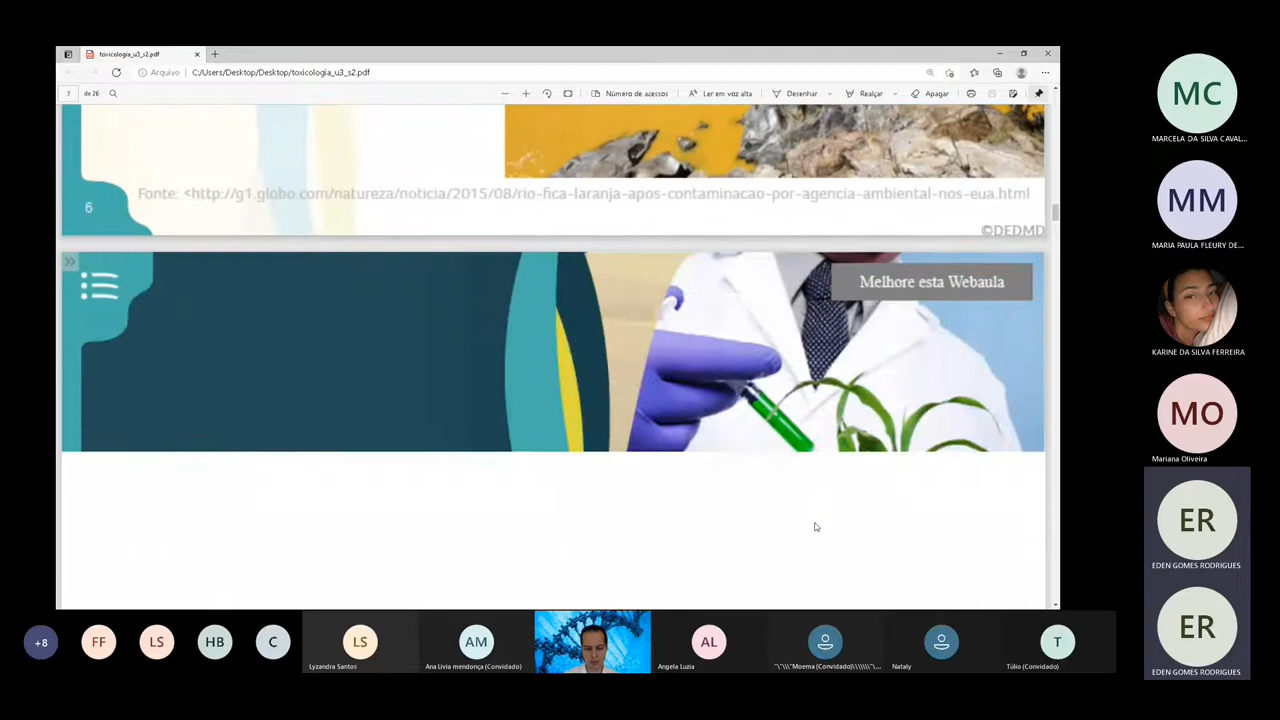 toxicologia_u3_s2.pdf
Arquivo
C:/Users/Desktop/Desktop/toxicologia_u3_s2.pdf
7
de 26
Número de acessos
Ler em voz alta
Desenhar
Realçar
Apagar
Fonte: <http://g1.globo.com/natureza/noticia/2015/08/rio-fica-laranja-apos-contaminacao-por-agencia-ambiental-nos-eua.html
6
©DEDMD
Melhore esta Webaula
MC
MARCELA DA SILVA CAVAL...
MM
MARIA PAULA FLEURY DE...
KARINE DA SILVA FERREIRA
MO
Mariana Oliveira
ER
EDEN GOMES RODRIGUES
ER
EDEN GOMES RODRIGUES
+8
FF
LS
HB
C
LS
Lyzandra Santos
AM
Ana Livia mendonça (Convidado)
AL
Angela Luzia
"\"\\\"Moema (Convidado)\\\\\\\"\,...
Nataly
T
Túlio (Convidado)